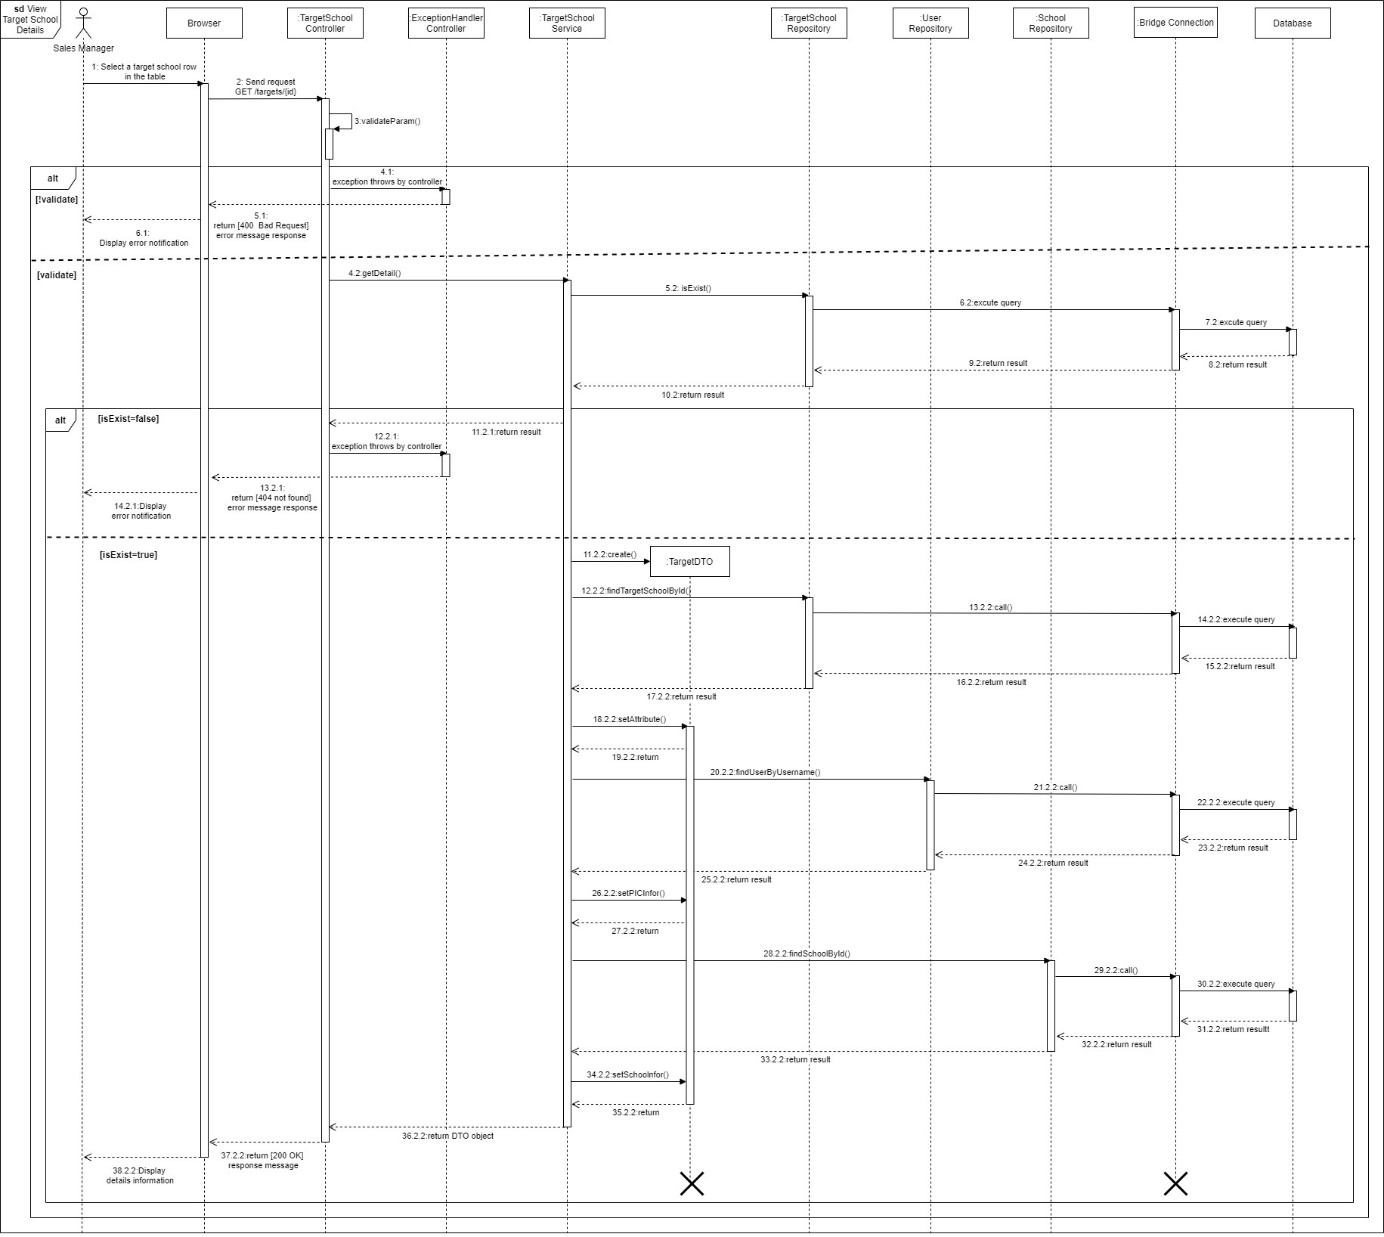 sd View
Target School
Details
Sales Manager
Browser
:TargetSchool
Controller
:ExceptionHandler
Controller
:TargetSchool
Service
:TargetSchool
Repository
:User
Repository
:School
Repository
:Bridge Connection
Database
1: Select a target school row
in the table
2: Send request
GET /targets/{id}
3:validateParam()
alt
[!validate]
4.1:
exception throws by controller
5.1:
return [400 Bad Request]
error message response
6.1:
Display error notification
[validate]
4.2:getDetail()
5.2: isExist()
6.2:excute query
7.2:excute query
8.2:return result
9.2:return result
10.2:return result
alt
[isExist=false]
11.2.1:return result
12.2.1:
exception throws by controller
13.2.1:
return [404 not found]
error message response
14.2.1:Display
error notification
[isExist=true]
11.2.2:create()
:TargetDTO
12.2.2:findTargetSchoolById()
13.2.2:call()
14.2.2:execute query
15.2.2:return result
16.2.2:return result
17.2.2:return result
18.2.2:setAttribute()
19.2.2:return
20.2.2:findUserByUsername()
21.2.2:call()
22.2.2:execute query
23.2.2:return result
24.2.2:return result
25.2.2:return result
26.2.2:setPICInfor()
27.2.2:return
28.2.2:findSchoolById()
29.2.2:call()
30.2.2:execute query
31.2.2:return resultt
32.2.2:return result
33.2.2:return result
34.2.2:setSchoolnfor()
35.2.2:return
36.2.2:return DTO object
37.2.2:return [200 OK]
response message
38.2.2:Display
details information